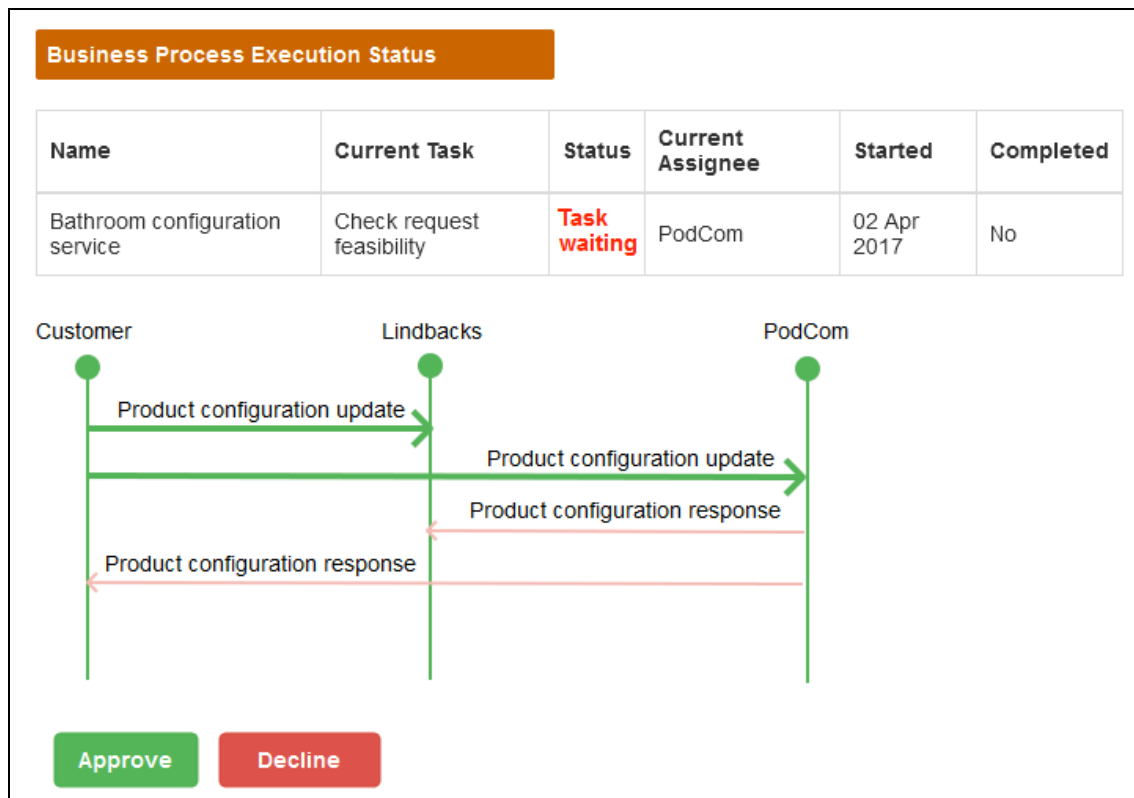 Business Process Execution Status
Name
Current Task
Status
Current
Assignee
Started
Completed
Bathroom configuration
service
Check request
feasibility
Task
waiting
PodCom
02 Apr
2017
No
Customer
Lindbacks
PodCom
Product configuration update
Product configuration update
Product configuration response
Product configuration response
Approve
Decline